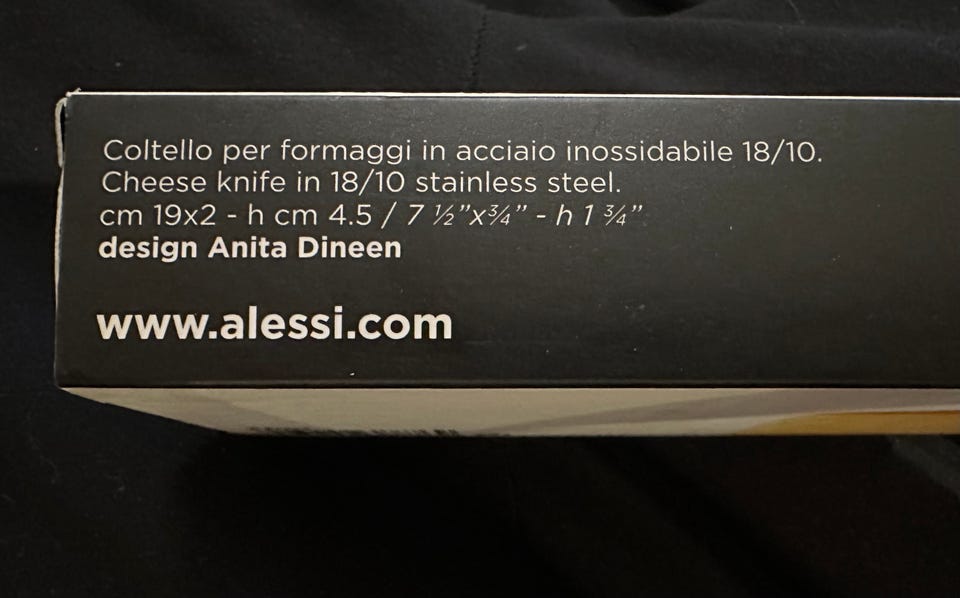 Coltello per formaggi in acciaio inossidabile 18/10.
Cheese knife in 18/10 stainless steel.
cm 19x2 - h cm 4.5 / 7 ½”x¾” - h 1 ¾”
design Anita Dineen
www.alessi.com